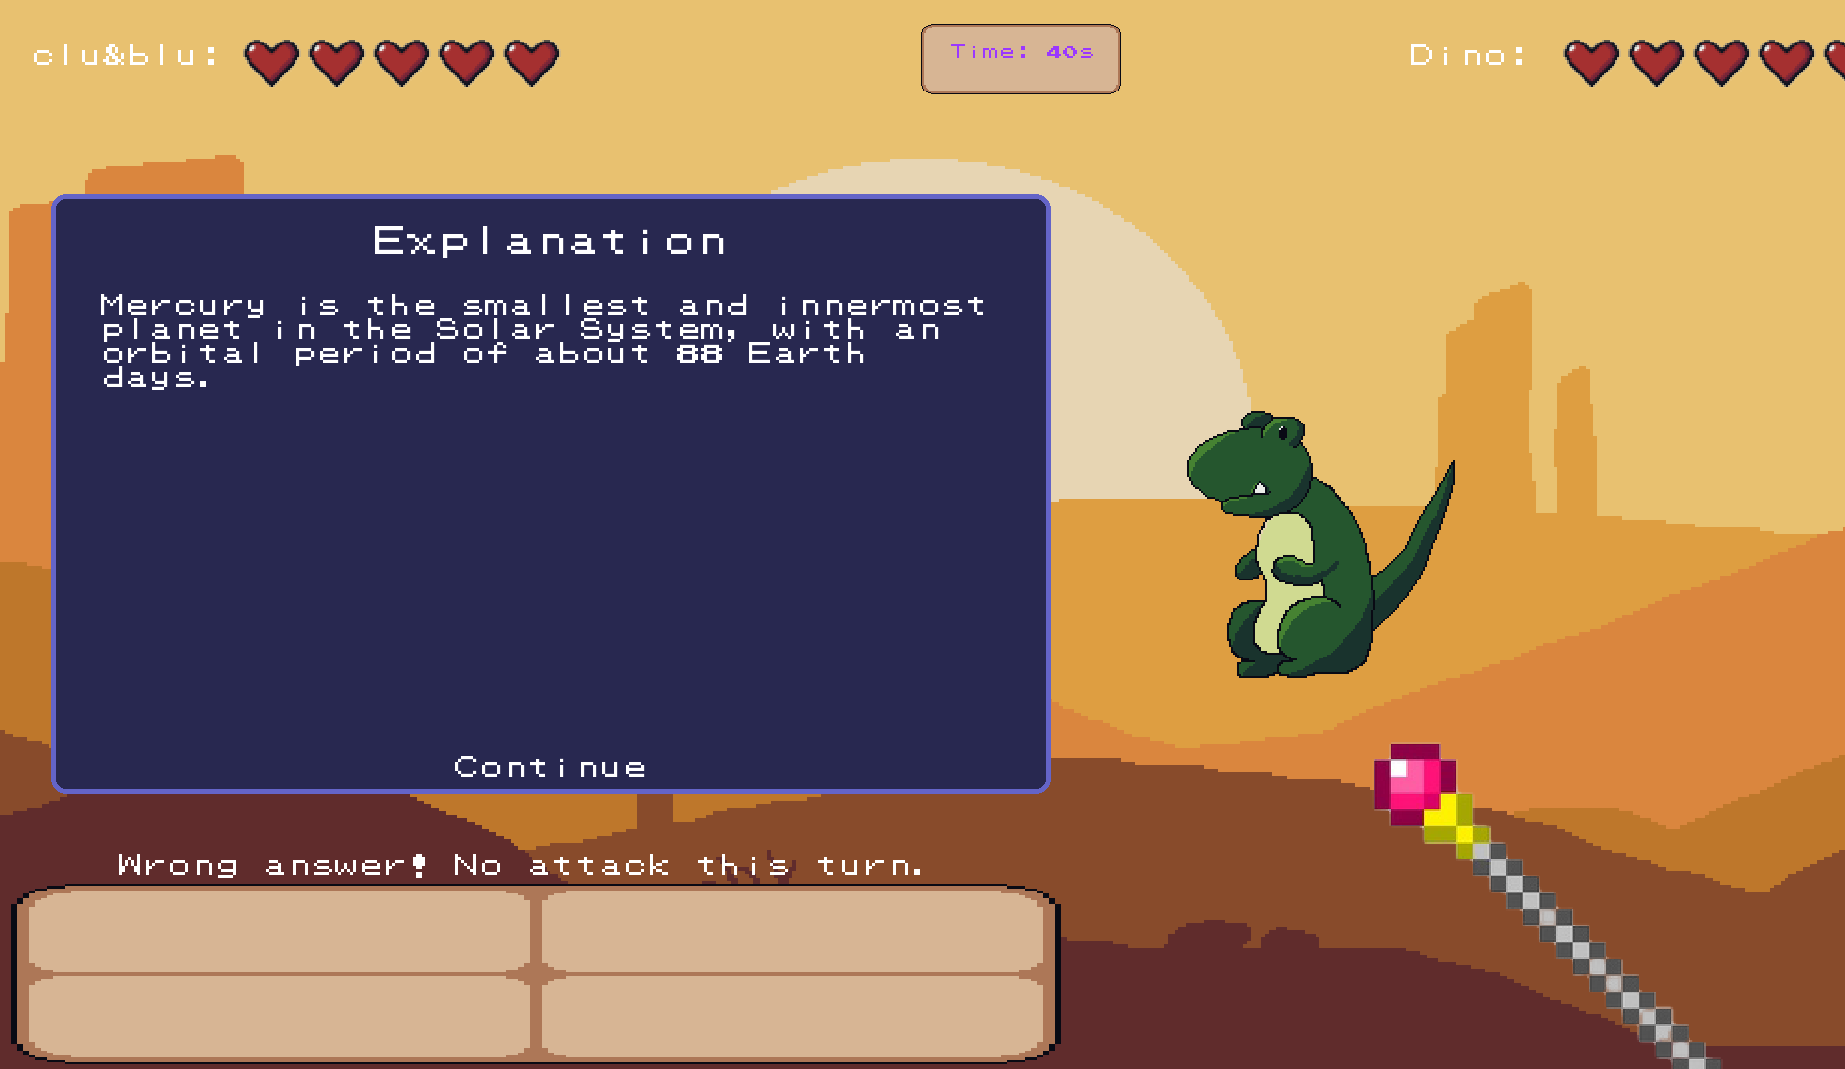 clu&blu:
Time: 40s
Dino:
Explanation
Mercury is the smallest and innermost
planet in the Solar System, with an
orbital period of about 88 Earth
days.
Continue
Wrong answer! No attack this turn.